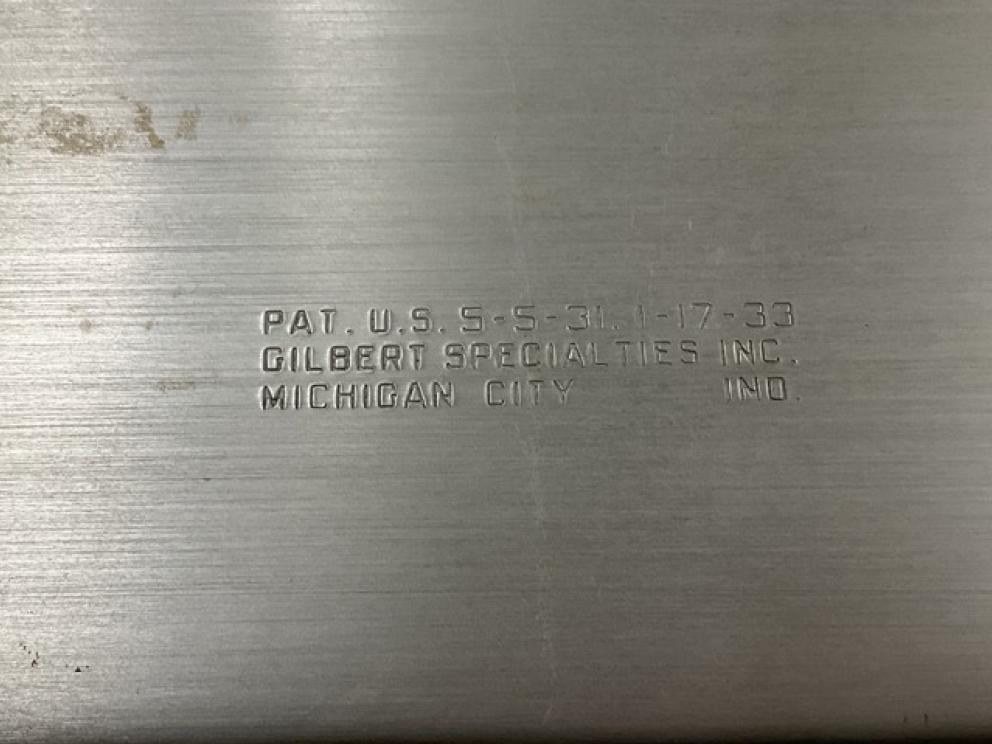 PAT. U.S. 5-5-31. 1-17-33
GILBERT SPECIALTIES INC.
MICHIGAN CITY IND.